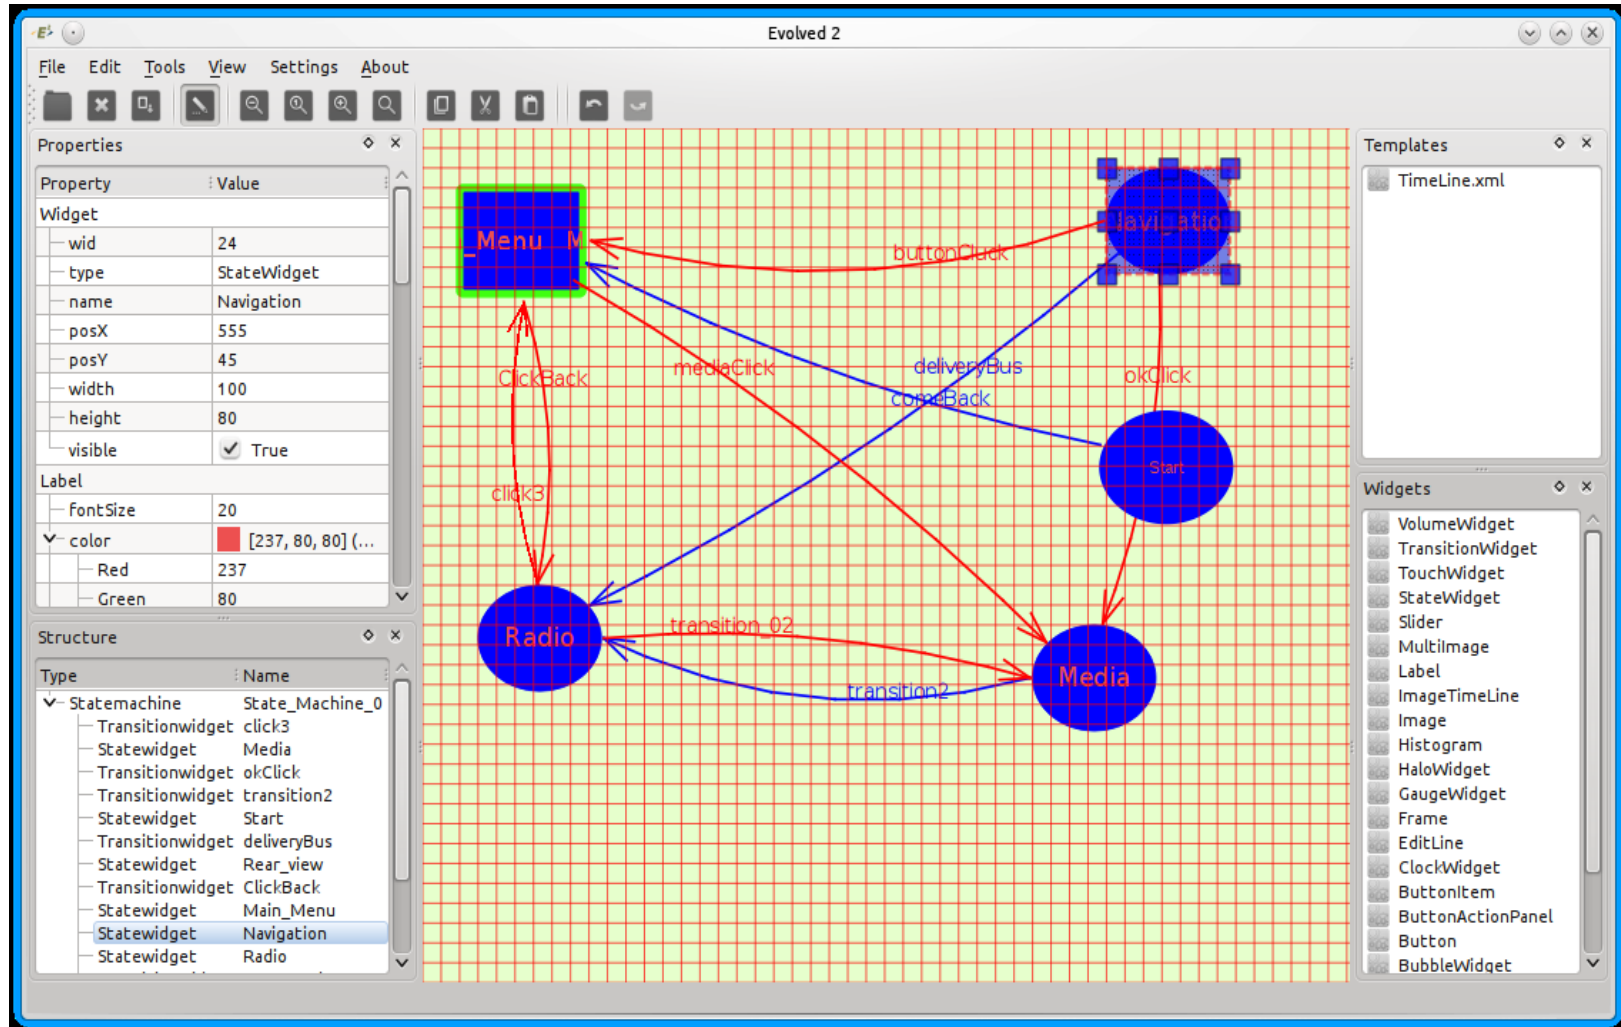 Evolved 2
File Edit Tools View Settings About
Properties
Property Value
Widget
wid 24
type StateWidget
name Navigation
posX 555
posY 45
width 100
height 80
visible True
Label
fontSize 20
color [237, 80, 80] (...
Red 237
Green 80
Structure
Type Name
Statemachine State_Machine_0
Transitionwidget click3
Statewidget Media
Transitionwidget okClick
Transitionwidget transition2
Statewidget Start
Transitionwidget deliveryBus
Statewidget Rear_view
Transitionwidget ClickBack
Statewidget Main_Menu
Statewidget Navigation
Statewidget Radio
_Menu M
Navigation
buttonCluck
deliveryBus
mediaClick
ClickBack
okClick
comeBack
Start
click3
transition_02
Radio
Media
transition2
Templates
TimeLine.xml
Widgets
VolumeWidget
TransitionWidget
TouchWidget
StateWidget
Slider
MultiImage
Label
ImageTimeLine
Image
Histogram
HaloWidget
GaugeWidget
Frame
EditLine
ClockWidget
ButtonItem
ButtonActionPanel
Button
BubbleWidget